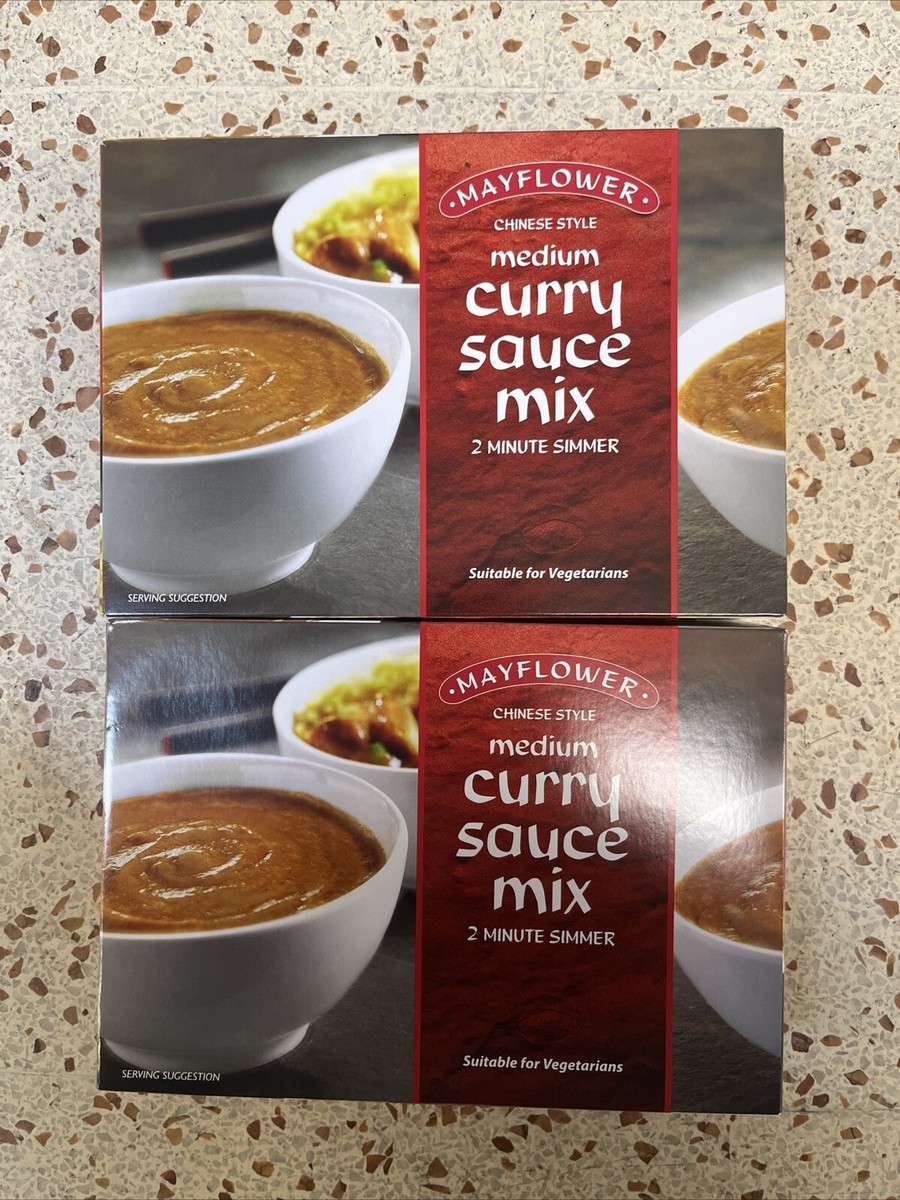 ·MAYFLOWER·
CHINESE STYLE
medium
curry
sauce
mix
2 MINUTE SIMMER
Suitable for Vegetarians
SERVING SUGGESTION
·MAYFLOWER·
CHINESE STYLE
medium
curry
sauce
mix
2 MINUTE SIMMER
Suitable for Vegetarians
SERVING SUGGESTION